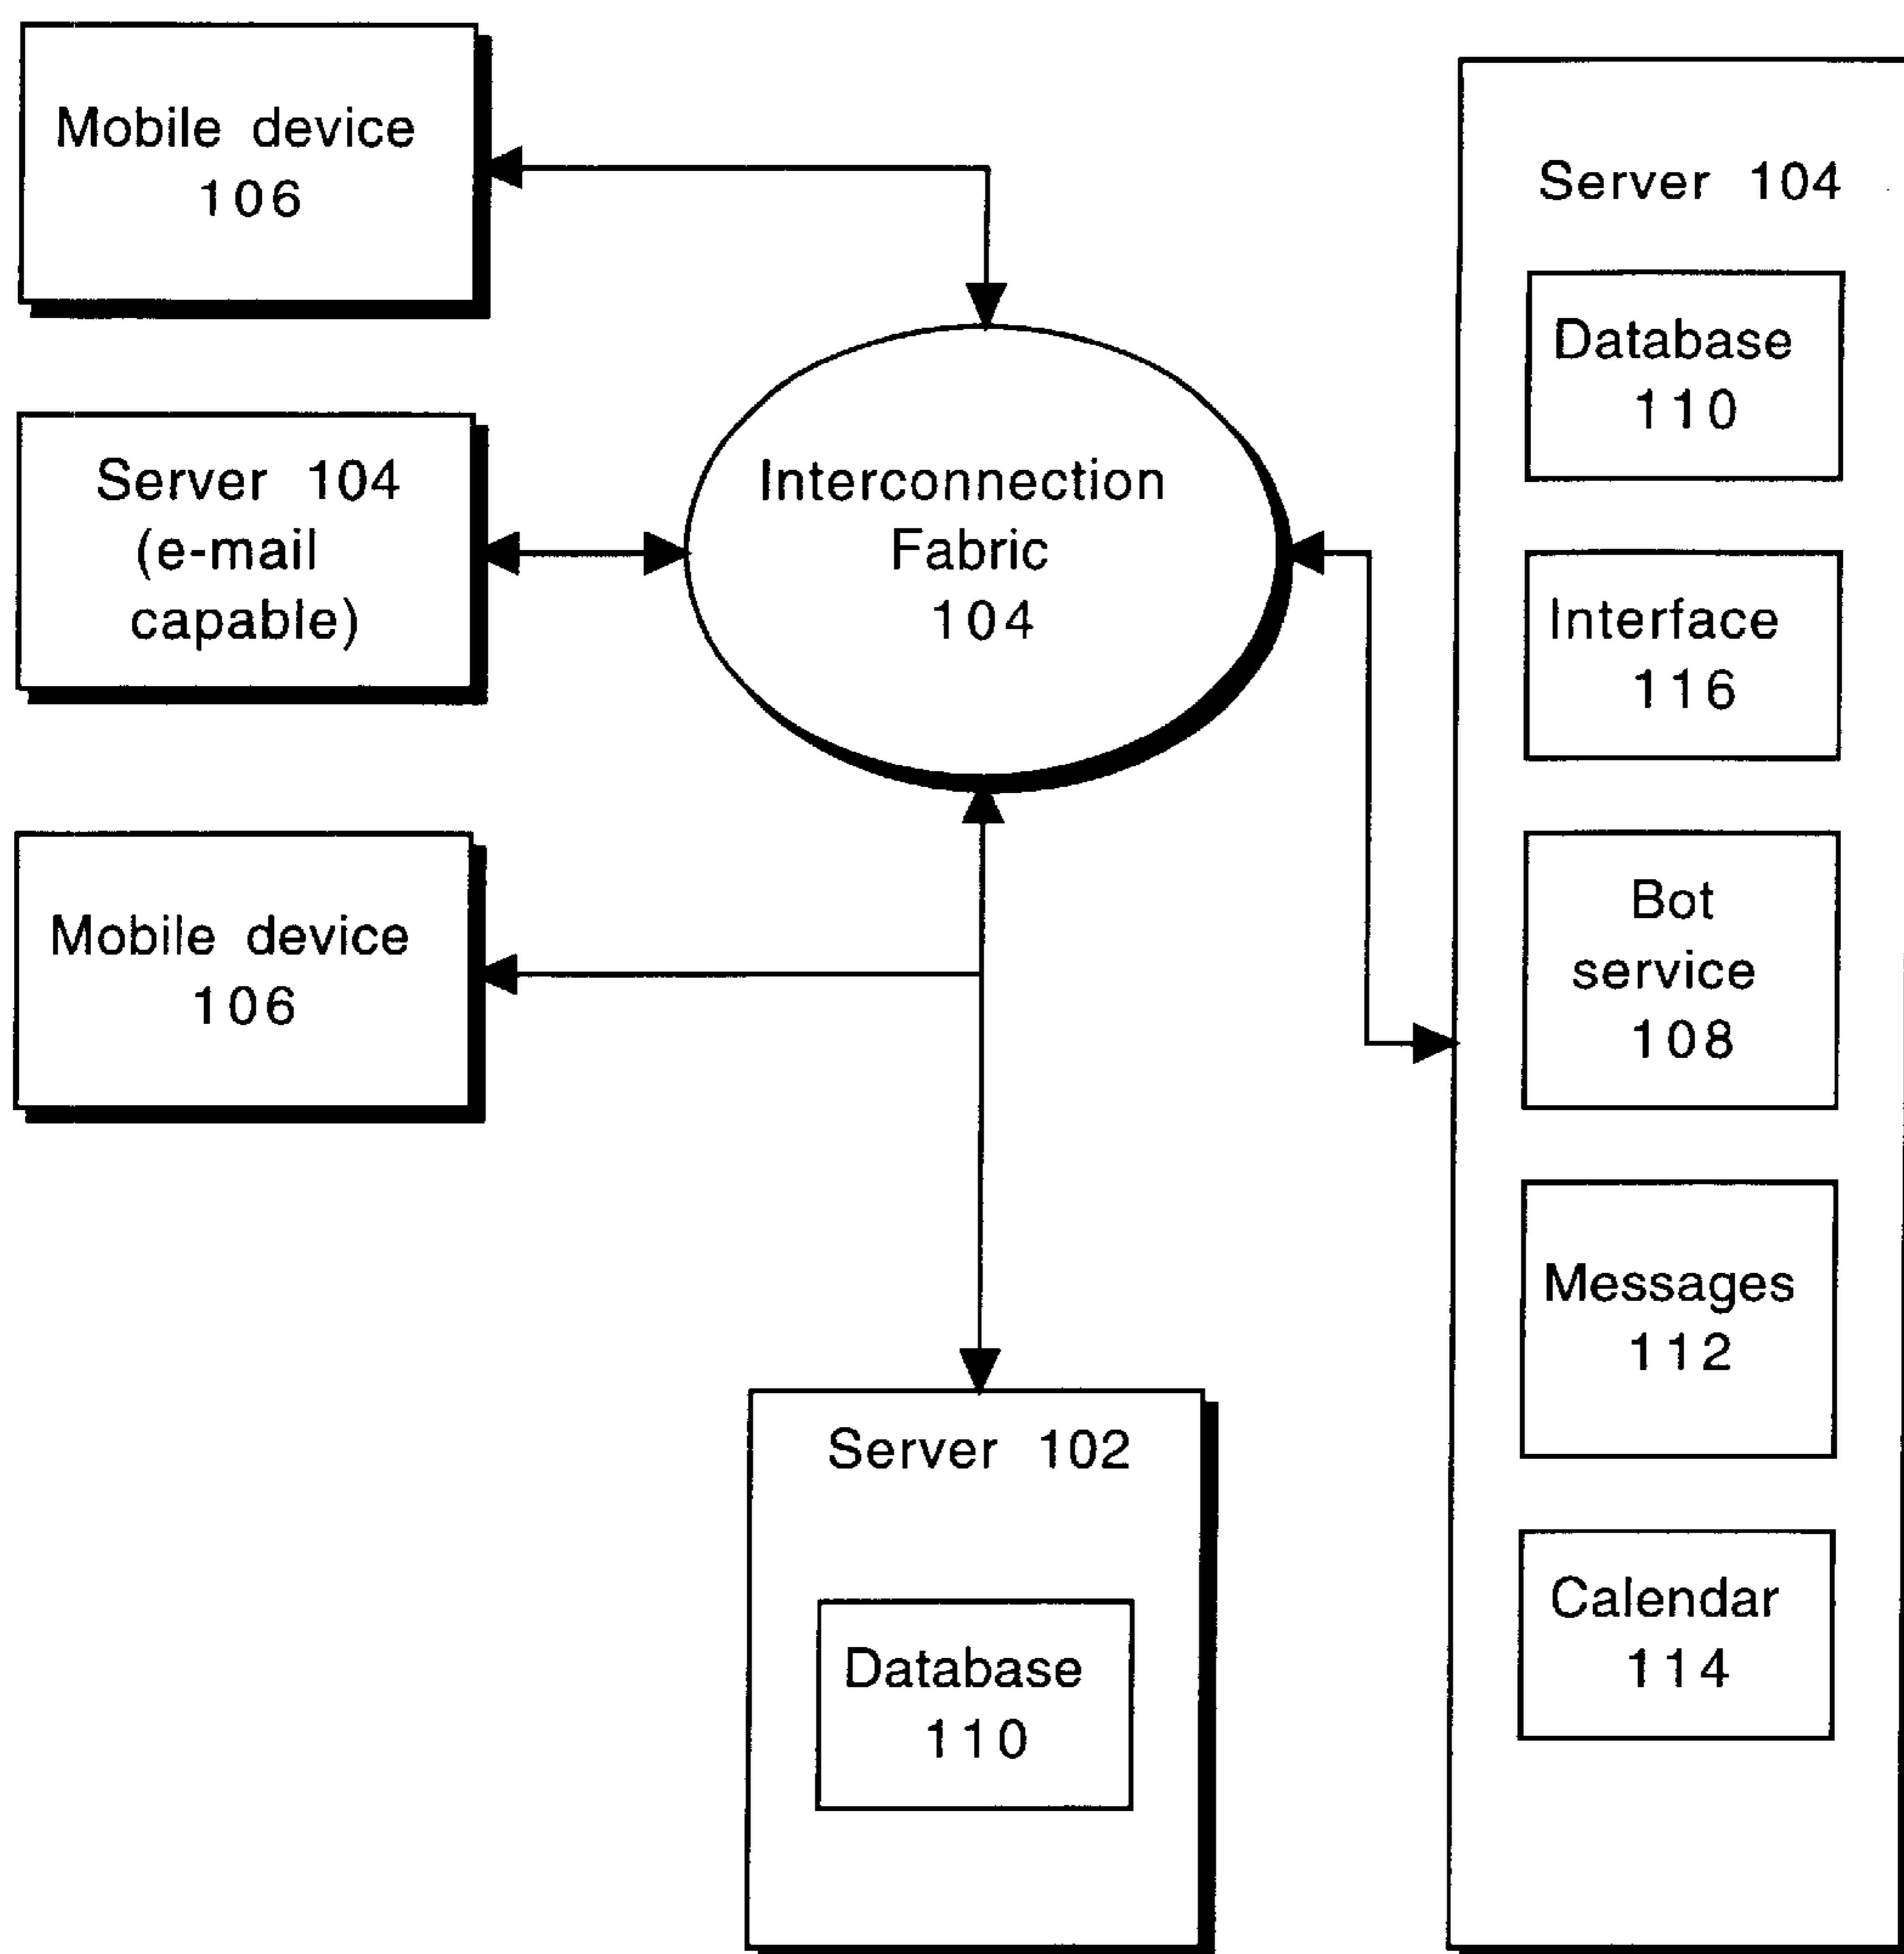 Mobile device
106
Server 104
(e-mail
capable)
Mobile device
106
Interconnection
Fabric
104
Server 102
Database
110
Server 104
Database
110
Interface
116
Bot
service
108
Messages
112
Calendar
114